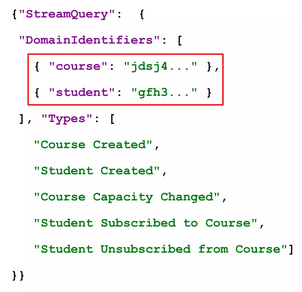 {"StreamQuery": {
"DomainIdentifiers": [
{ "course": "jdsj4..." },
{ "student": "gfh3..." }
], "Types": [
"Course Created",
"Student Created",
"Course Capacity Changed",
"Student Subscribed to Course",
"Student Unsubscribed from Course"]
}}